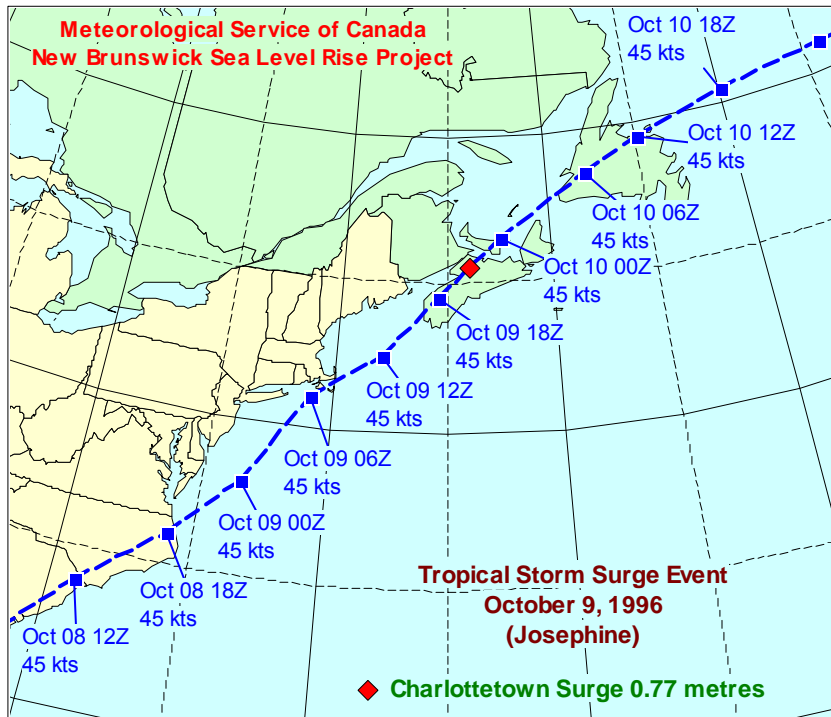 Meteorological Service of Canada
New Brunswick Sea Level Rise Project
Oct 10 18Z
45 kts
Oct 10 12Z
45 kts
Oct 10 06Z
45 kts
Oct 10 00Z
45 kts
Oct 09 18Z
45 kts
Oct 09 12Z
45 kts
Oct 09 06Z
45 kts
Oct 09 00Z
45 kts
Oct 08 18Z
45 kts
Oct 08 12Z
45 kts
Tropical Storm Surge Event
October 9, 1996
(Josephine)
Charlottetown Surge 0.77 metres